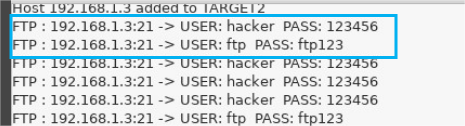 Host 192.168.1.3 added to TARGET2
FTP : 192.168.1.3:21 -> USER: hacker  PASS: 123456
FTP : 192.168.1.3:21 -> USER: ftp  PASS: ftp123
FTP : 192.168.1.3:21 -> USER: hacker  PASS: 123456
FTP : 192.168.1.3:21 -> USER: hacker  PASS: 123456
FTP : 192.168.1.3:21 -> USER: hacker  PASS: 123456
FTP : 192.168.1.3:21 -> USER: ftp  PASS: ftp123